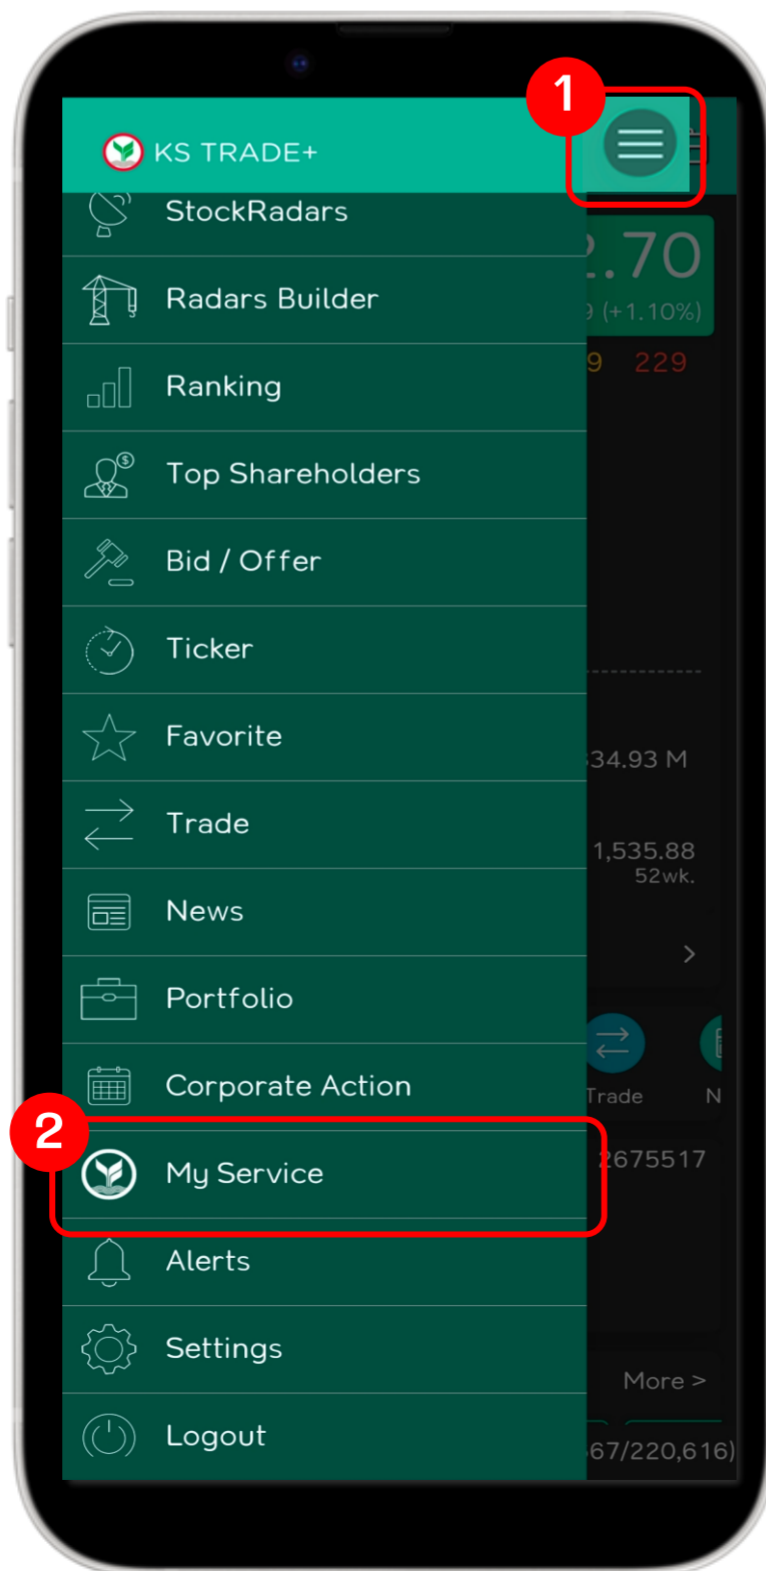 1
KS TRADE+
StockRadars
2.70
Radars Builder
9 (+1.10%)
9 229
Ranking
Top Shareholders
Bid / Offer
Ticker
Favorite
34.93 M
Trade
1,535.88
52wk.
News
Portfolio
Corporate Action
Trade N
2
My Service
2675517
Alerts
Settings
More >
Logout
67/220,616)